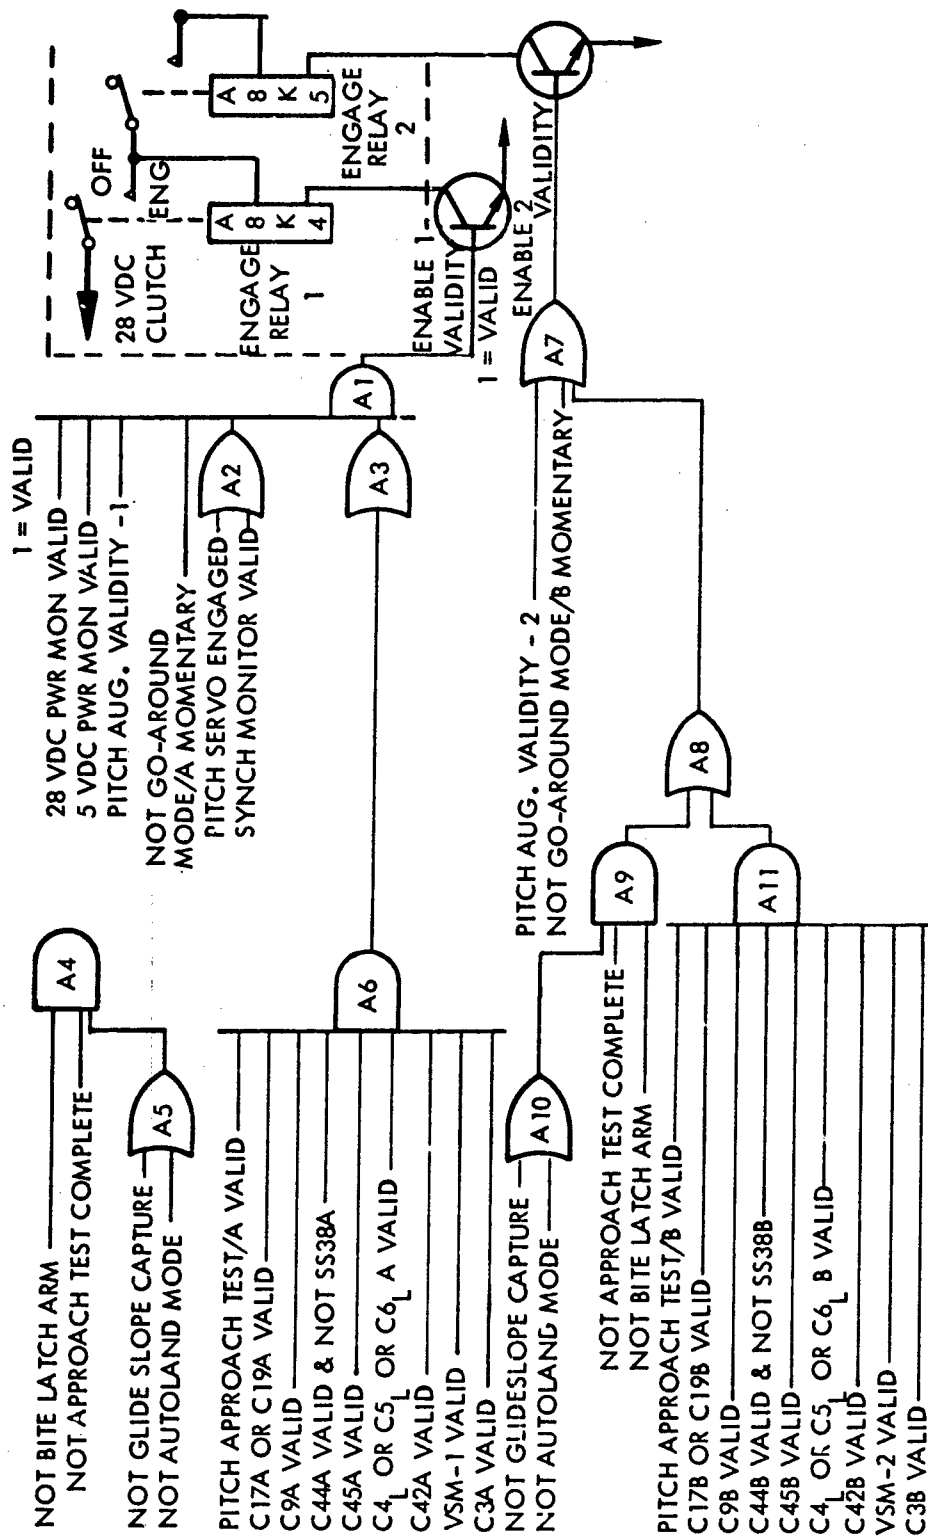 1 = VALID
28 VDC PWR MON VALID
5 VDC PWR MON VALID
PITCH AUG. VALIDITY -1
NOT GO-AROUND
MODE/A MOMENTARY
PITCH SERVO ENGAGED
SYNCH MONITOR VALID
A2
A1
A3
28 VDC
CLUTCH
OFF
ENG
A
8
K
4
ENGAGE
RELAY
1
A
8
K
5
ENGAGE
RELAY
2
ENABLE 1
VALIDITY
1 = VALID
ENABLE 2
VALIDITY
NOT BITE LATCH ARM
NOT APPROACH TEST COMPLETE
A4
NOT GLIDE SLOPE CAPTURE
NOT AUTOLAND MODE
A5
PITCH APPROACH TEST/A VALID
C17A OR C19A VALID
C9A VALID
C44A VALID & NOT SS38A
C45A VALID
C4L OR C5L OR C6L A VALID
C42A VALID
VSM-1 VALID
C3A VALID
A6
PITCH AUG. VALIDITY - 2
NOT GO-AROUND MODE/B MOMENTARY
A7
A8
NOT GLIDESLOPE CAPTURE
NOT AUTOLAND MODE
A10
NOT APPROACH TEST COMPLETE
NOT BITE LATCH ARM
A9
PITCH APPROACH TEST/B VALID
C17B OR C19B VALID
C9B VALID
C44B VALID & NOT SS38B
C45B VALID
C4L OR C5L OR C6L B VALID
C42B VALID
VSM-2 VALID
C3B VALID
A11